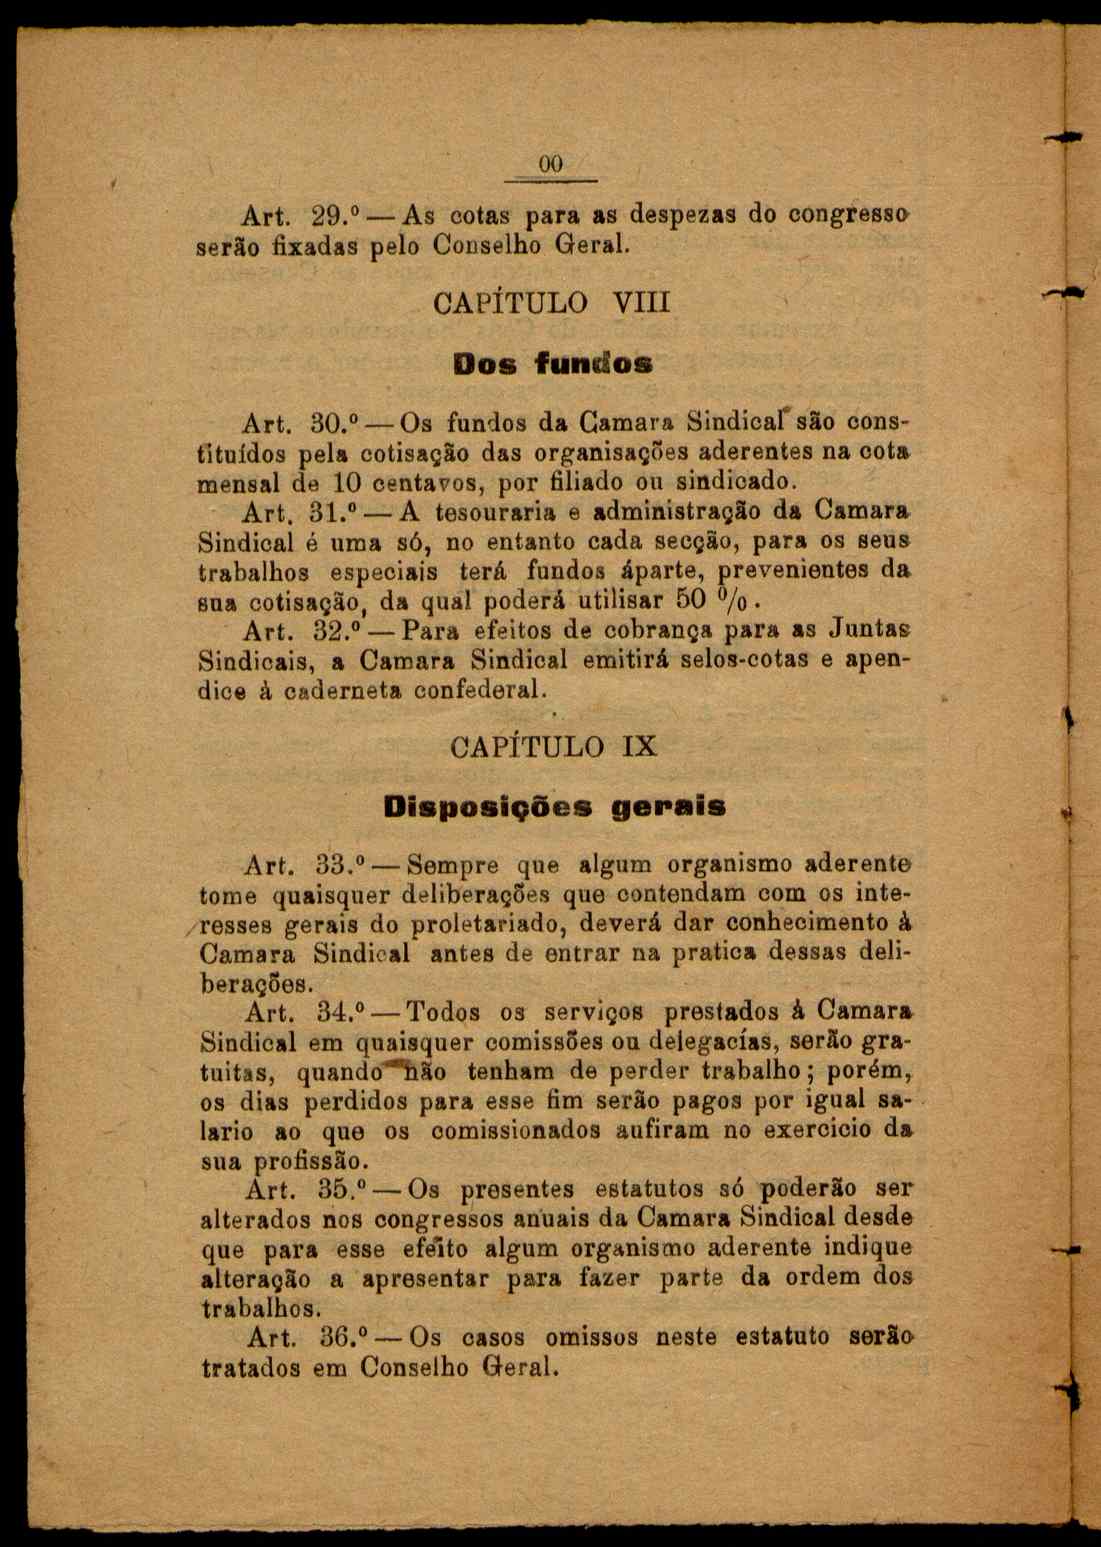 00
Art. 29.º — As cotas para as despezas do congresso
serão fixadas pelo Conselho Geral.
CAPÍTULO VIII
Dos fundos
Art. 30.º — Os fundos da Camara Sindical são cons-
tituídos pela cotisação das organisações aderentes na cota
mensal de 10 centavos, por filiado ou sindicado.
Art. 31.º — A tesouraria e administração da Camara
Sindical é uma só, no entanto cada secção, para os seus
trabalhos especiais terá fundos áparte, prevenientes da
sua cotisação, da qual poderá utilisar 50 %.
Art. 32.º — Para efeitos de cobrança para as Juntas
Sindicais, a Camara Sindical emitirá selos-cotas e apen-
dice à caderneta confederal.
CAPÍTULO IX
Disposições gerais
Art. 33.º — Sempre que algum organismo aderente
tome quaisquer deliberações que contendam com os inte-
resses gerais do proletariado, deverá dar conhecimento à
Camara Sindical antes de entrar na pratica dessas deli-
berações.
Art. 34.º — Todos os serviços prestados à Camara
Sindical em quaisquer comissões ou delegacías, serão gra-
tuitas, quando não tenham de perder trabalho; porém,
os dias perdidos para esse fim serão pagos por igual sa-
lario ao que os comissionados aufiram no exercicio da
sua profissão.
Art. 35.º — Os presentes estatutos só poderão ser
alterados nos congressos anuais da Camara Sindical desde
que para esse efeito algum organismo aderente indique
alteração a apresentar para fazer parte da ordem dos
trabalhos.
Art. 36.º — Os casos omissos neste estatuto serão
tratados em Conselho Geral.